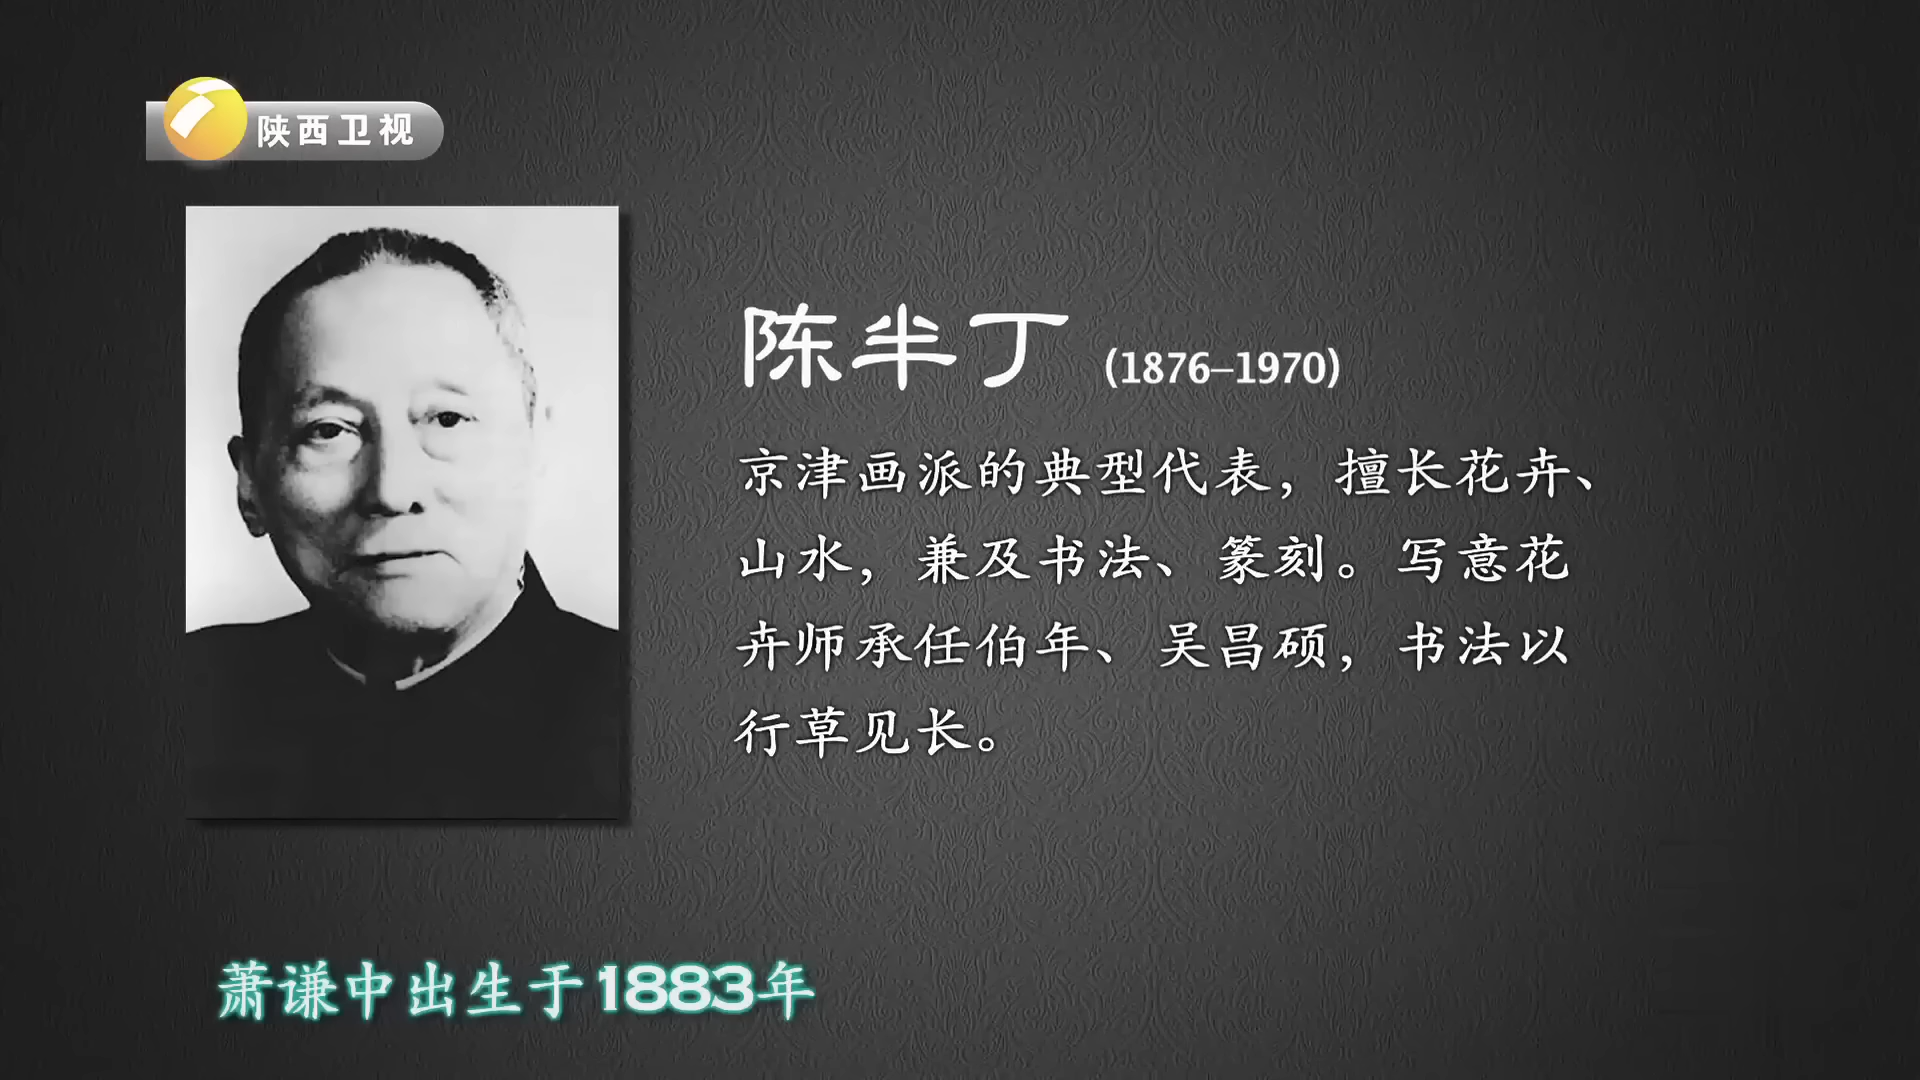 陕西卫视
陈半丁 (1876–1970)
京津画派的典型代表，擅长花卉、
山水，兼及书法、篆刻。写意花
卉师承任伯年、吴昌硕，书法以
行草见长。
萧谦中出生于1883年